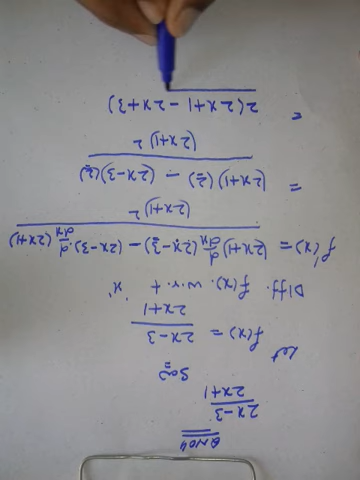 Q NO4
2x-3
2x+1
Sol
Let
f(x) = 2x-3
2x+1
Diff. f(x). w.r.t 'x'
f'(x) = (2x+1) d/dx (2x-3) - (2x-3). d/dx (2x+1)
(2x+1)2
= (2x+1)(2) - (2x-3)(2)
(2x+1)2
= 2(2x+1-2x+3)